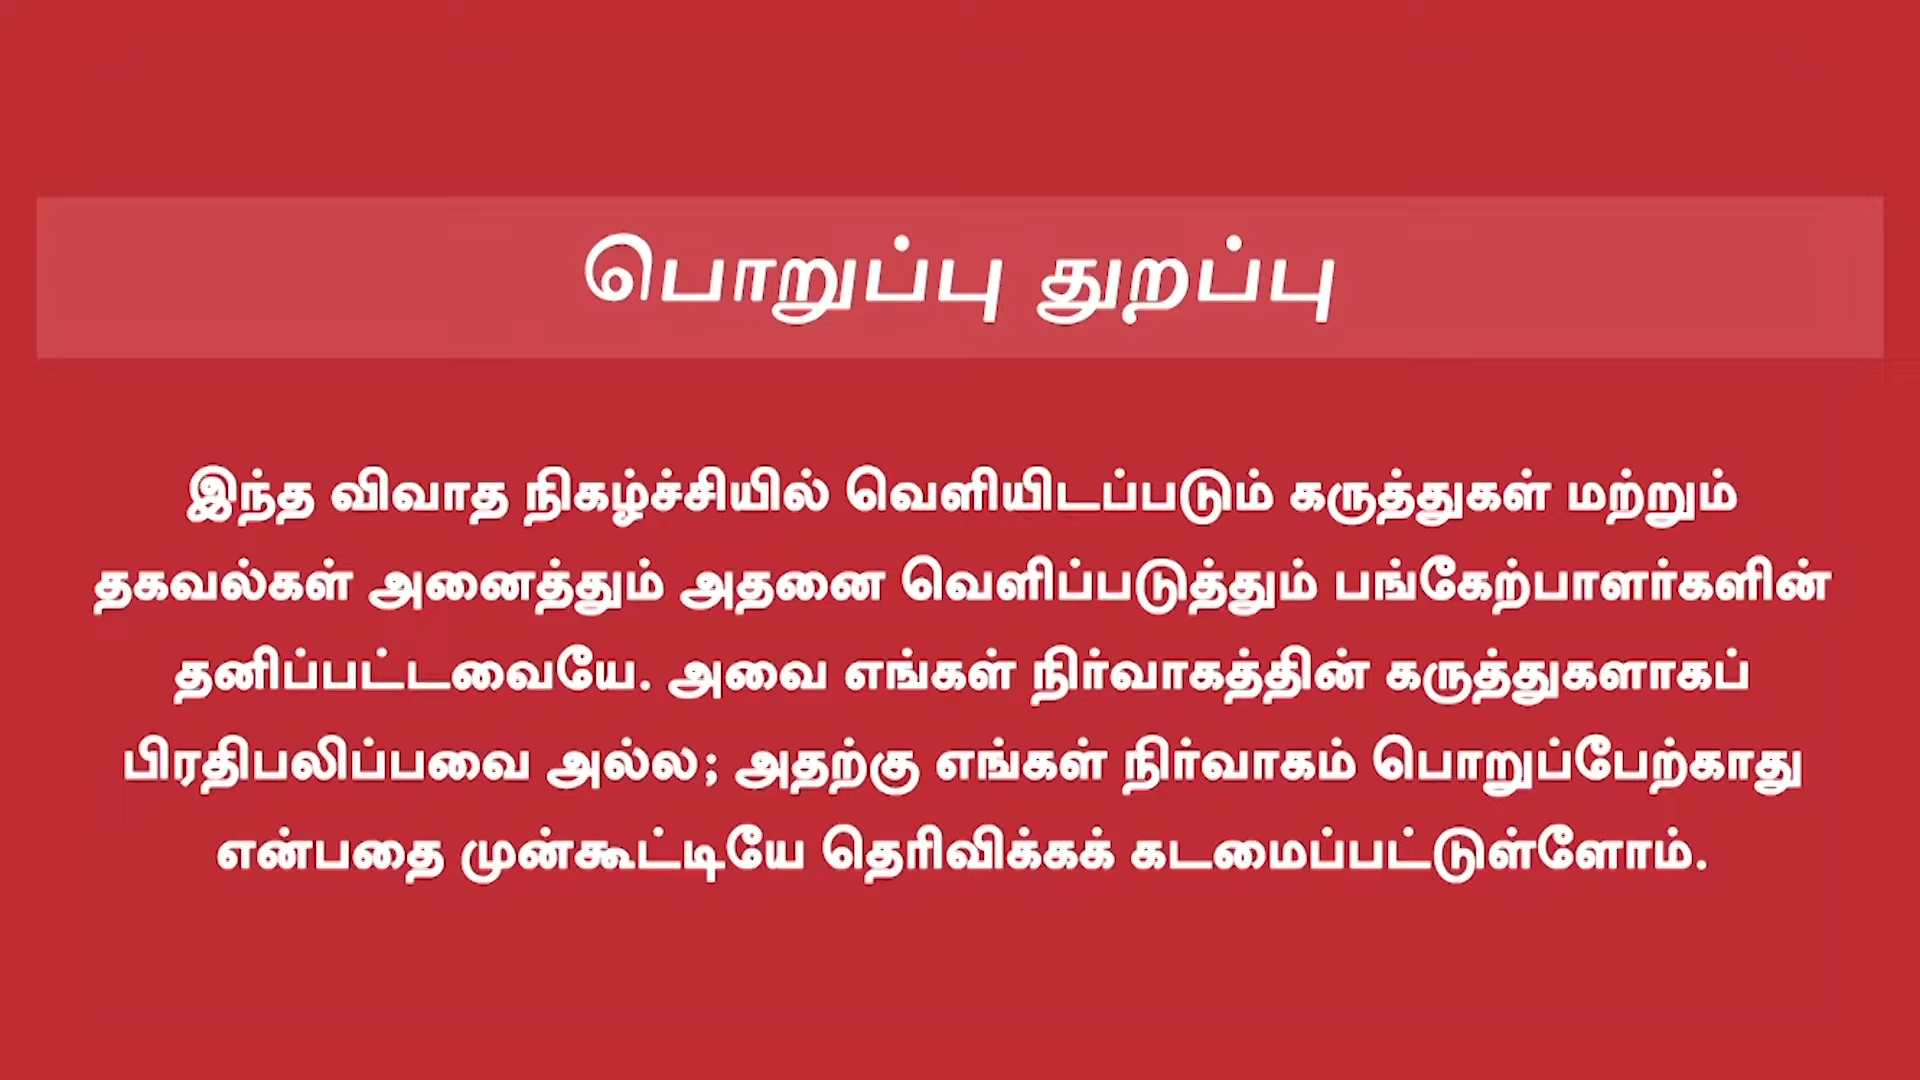 பொறுப்பு துறப்பு
இந்த விவாத நிகழ்ச்சியில் வெளியிடப்படும் கருத்துகள் மற்றும்
தகவல்கள் அனைத்தும் அதனை வெளிப்படுத்தும் பங்கேற்பாளர்களின்
தனிப்பட்டவையே. அவை எங்கள் நிர்வாகத்தின் கருத்துகளாகப்
பிரதிபலிப்பவை அல்ல; அதற்கு எங்கள் நிர்வாகம் பொறுப்பேற்காது
என்பதை முன்கூட்டியே தெரிவிக்கக் கடமைப்பட்டுள்ளோம்.